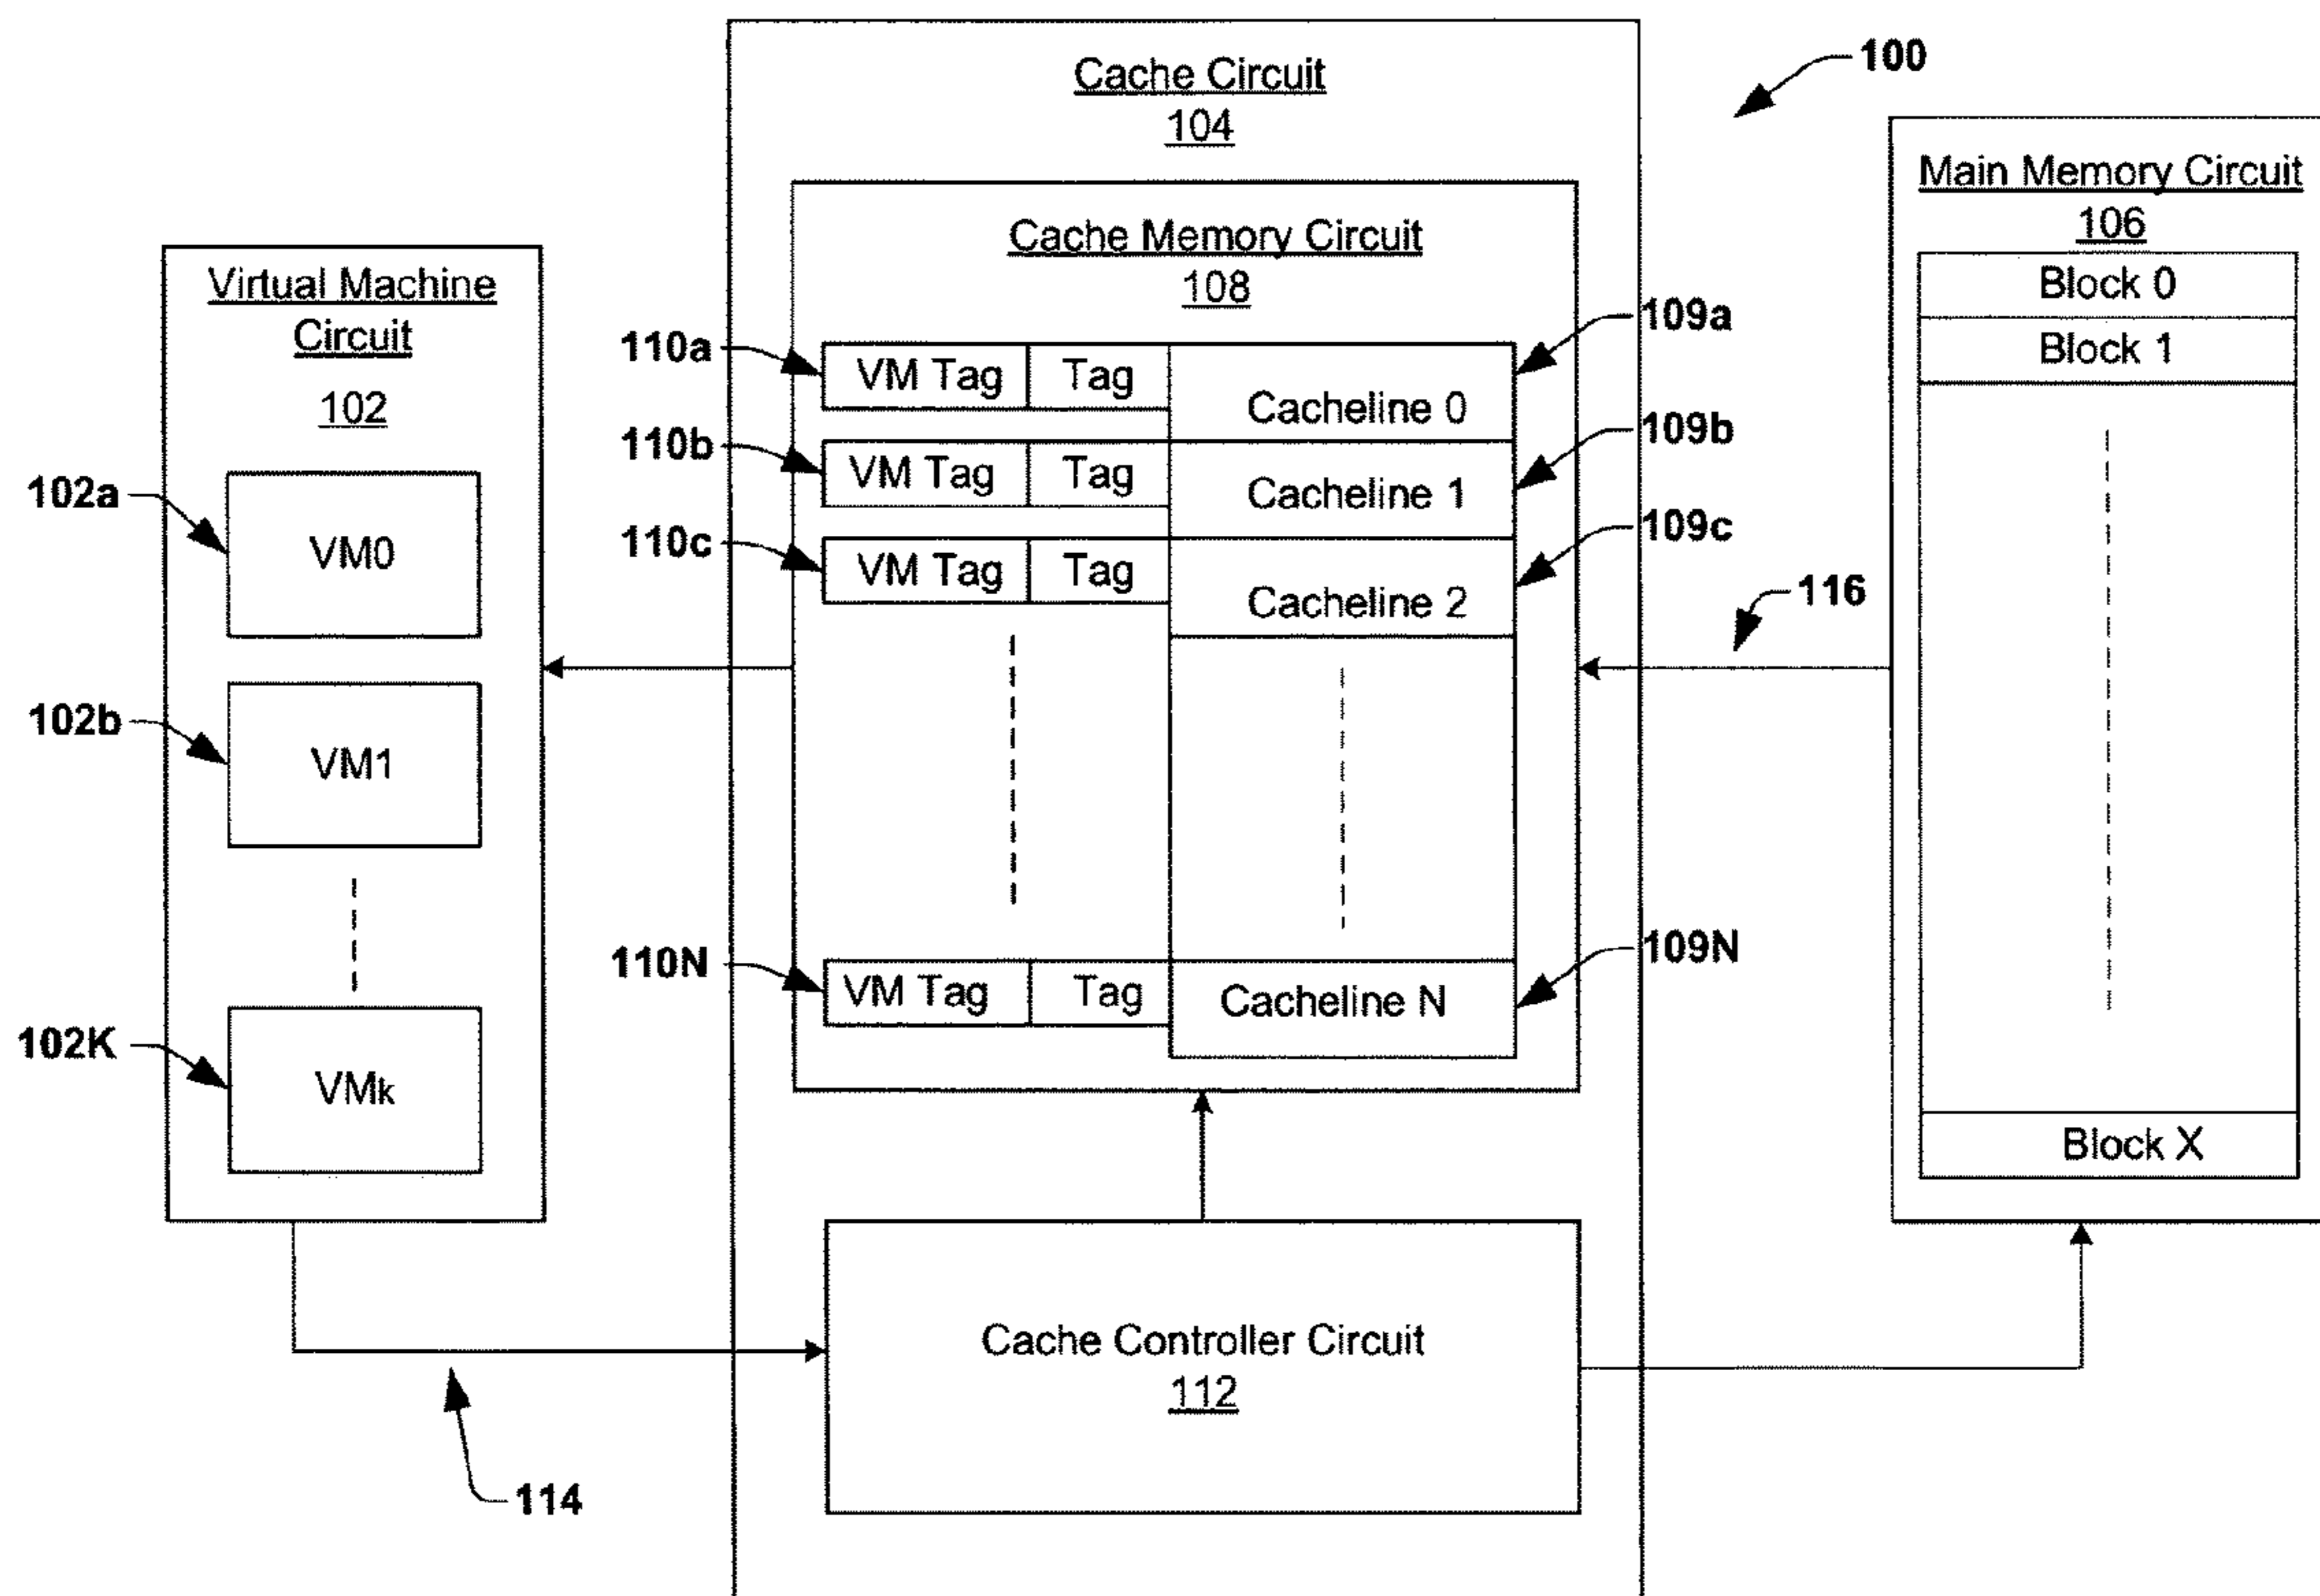 Cache Circuit
104
100
Main Memory Circuit
106
Block 0
Block 1
Block X
Cache Memory Circuit
108
Virtual Machine
Circuit
102
102a
VM0
102b
VM1
102K
VMk
110a
VM Tag Tag Cacheline 0
109a
110b
VM Tag Tag Cacheline 1
109b
110c
VM Tag Tag Cacheline 2
109c
116
110N
VM Tag Tag Cacheline N
109N
Cache Controller Circuit
112
114